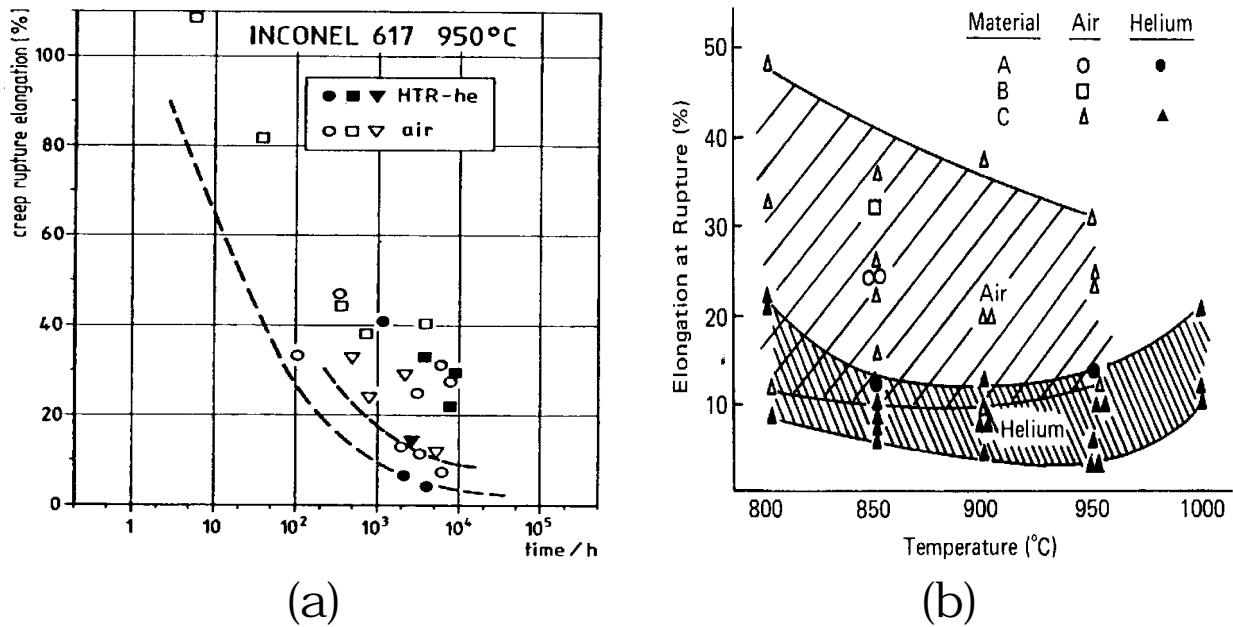 creep rupture elongation [%]
100
80
60
40
20
0
INCONEL 617 950°C
HTR-he
air
1
10
10²
10³
10⁴
10⁵
time / h
(a)
Material Air Helium
A
B
C
Elongation at Rupture (%)
50
40
30
20
10
Air
Helium
800 850 900 950 1000
Temperature (°C)
(b)